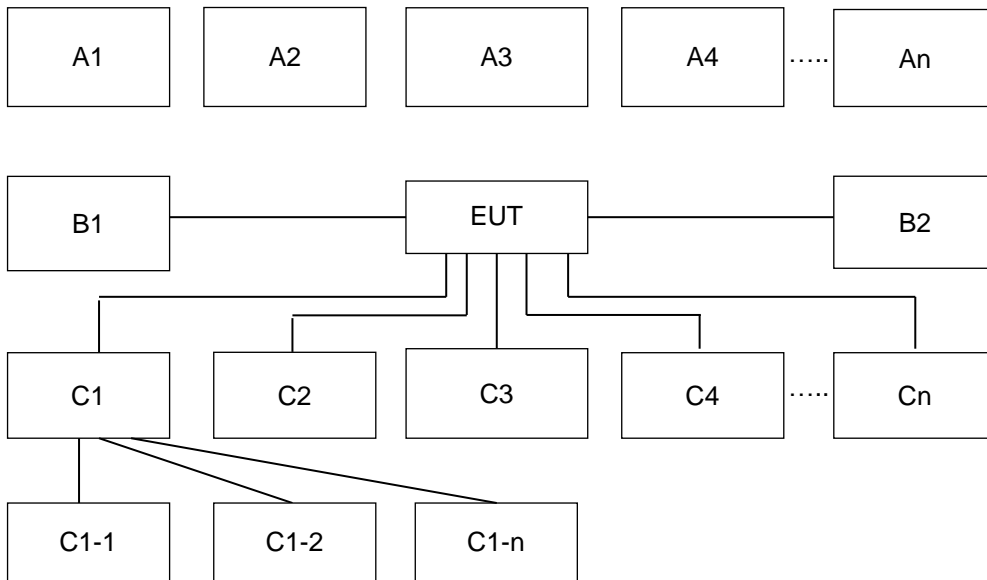 A1 A2 A3 A4 ..... An
B1 EUT B2
C1 C2 C3 C4 ..... Cn
C1-1 C1-2 C1-n